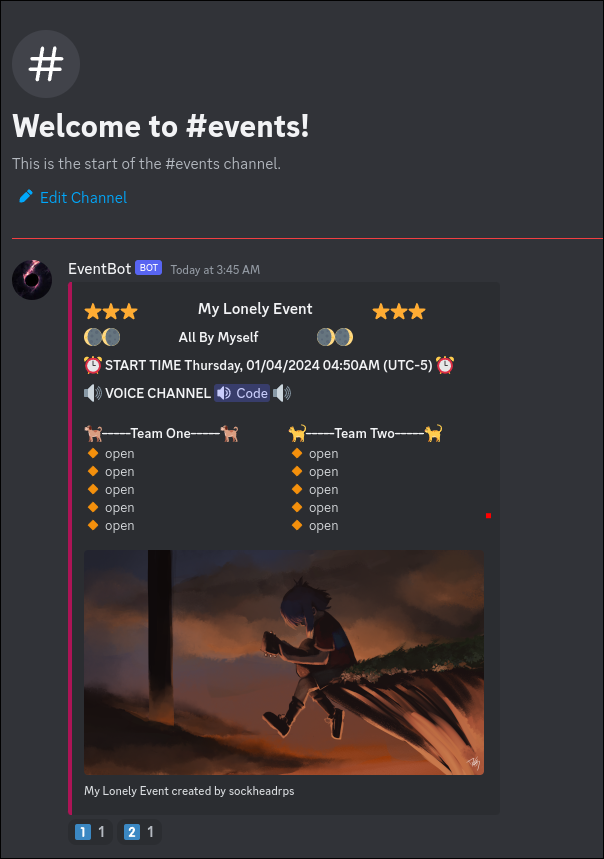 #
Welcome to #events!
This is the start of the #events channel.
Edit Channel
EventBot BOT Today at 3:45 AM
⭐⭐⭐ My Lonely Event ⭐⭐⭐
🌔🌘 All By Myself 🌔🌘
⏰ START TIME Thursday, 01/04/2024 04:50AM (UTC-5) ⏰
🔊 VOICE CHANNEL 🔊 Code 🔊
🐕-----Team One-----🐕 🐈-----Team Two-----🐈
🔸 open 🔸 open
🔸 open 🔸 open
🔸 open 🔸 open
🔸 open 🔸 open
🔸 open 🔸 open
My Lonely Event created by sockheadrps
1️⃣ 1 2️⃣ 1